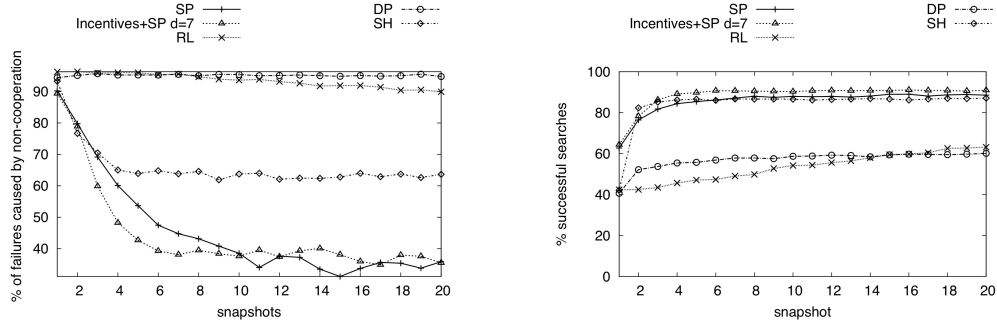 SP
Incentives+SP d=7
RL
DP
SH
% of failures caused by non-cooperation
90
80
70
60
50
40
2 4 6 8 10 12 14 16 18 20
snapshots
SP
Incentives+SP d=7
RL
DP
SH
% successful searches
100
80
60
40
20
0
2 4 6 8 10 12 14 16 18 20
snapshot